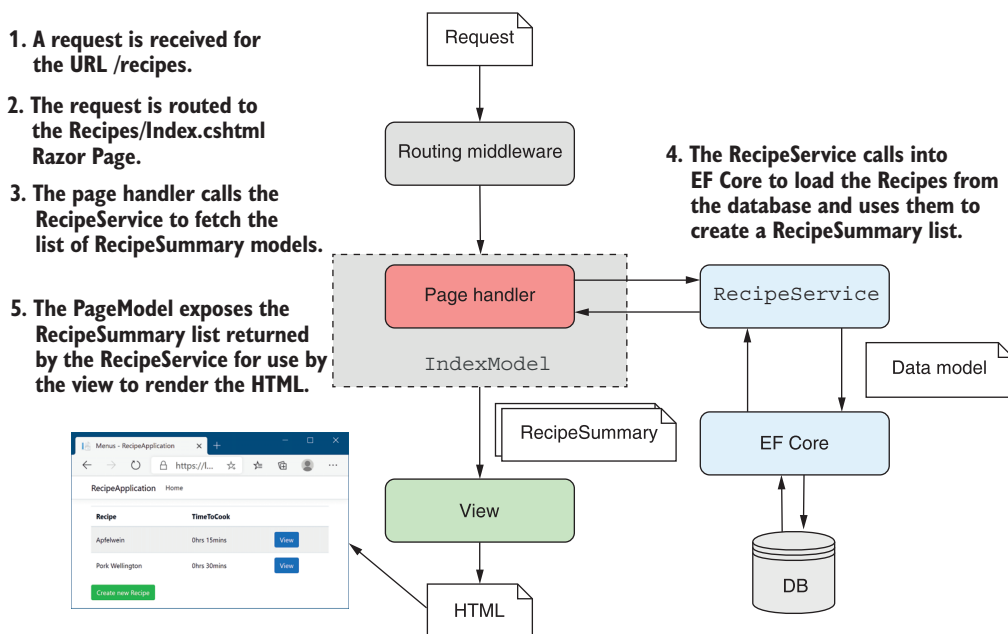 1. A request is received for
the URL /recipes.
2. The request is routed to
the Recipes/Index.cshtml
Razor Page.
3. The page handler calls the
RecipeService to fetch the
list of RecipeSummary models.
5. The PageModel exposes the
RecipeSummary list returned
by the RecipeService for use by
the view to render the HTML.
Request
Routing middleware
4. The RecipeService calls into
EF Core to load the Recipes from
the database and uses them to
create a RecipeSummary list.
Page handler
IndexModel
RecipeService
Data model
RecipeSummary
EF Core
View
DB
HTML
Menus - RecipeApplication
https://l...
RecipeApplication Home
Recipe TimeToCook
Apfelwein 0hrs 15mins View
Pork Wellington 0hrs 30mins View
Create new Recipe